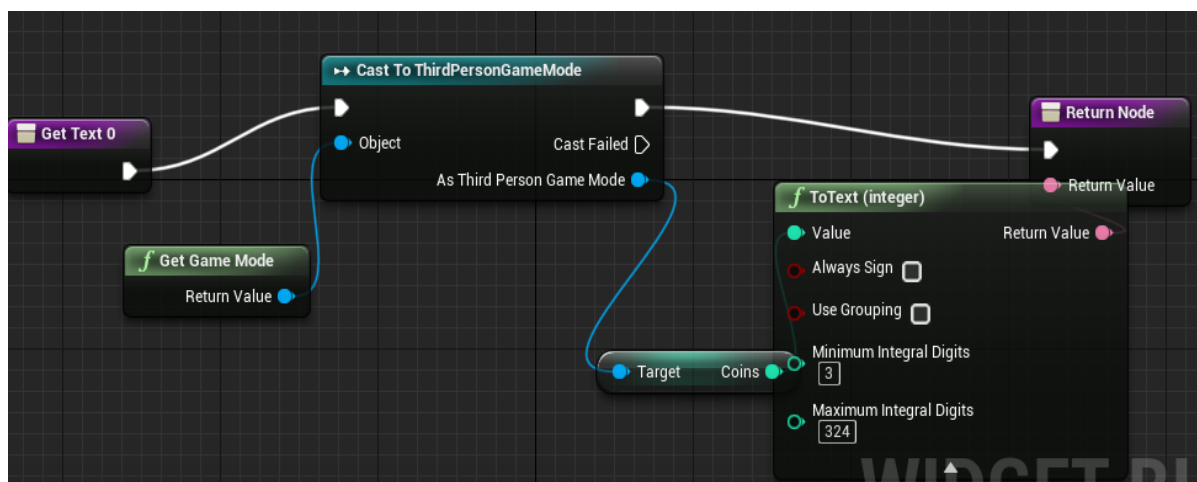 Get Text 0
Cast To ThirdPersonGameMode
Object
Cast Failed
As Third Person Game Mode
Get Game Mode
Return Value
Return Node
Return Value
Target
Coins
f ToText (integer)
Value
Return Value
Always Sign
Use Grouping
Minimum Integral Digits
3
Maximum Integral Digits
324